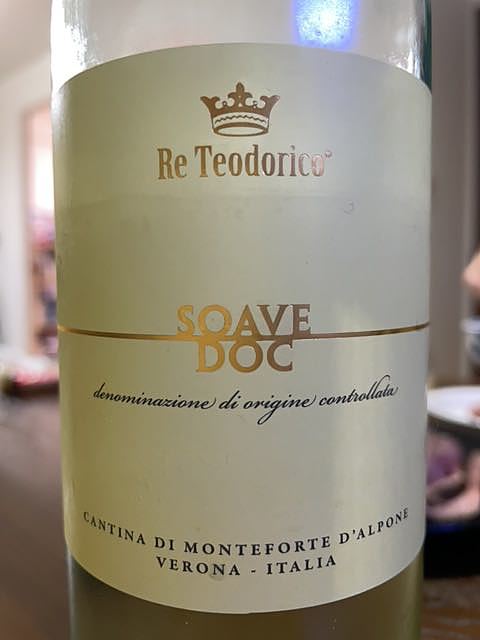 Re Teodorico®
SOAVE
DOC
denominazione di origine controllata
CANTINA DI MONTEFORTE D'ALPONE
VERONA - ITALIA